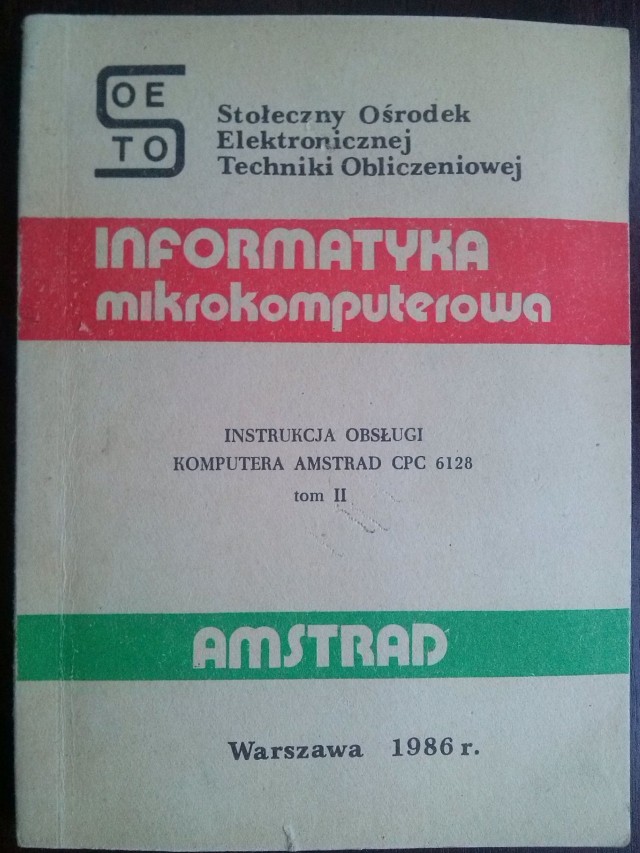 OE
TO
Stołeczny Ośrodek
Elektronicznej
Techniki Obliczeniowej
INFORMATYKA
mikrokomputerowa
INSTRUKCJA OBSŁUGI
KOMPUTERA AMSTRAD CPC 6128
tom II
AMSTRAD
Warszawa 1986 r.